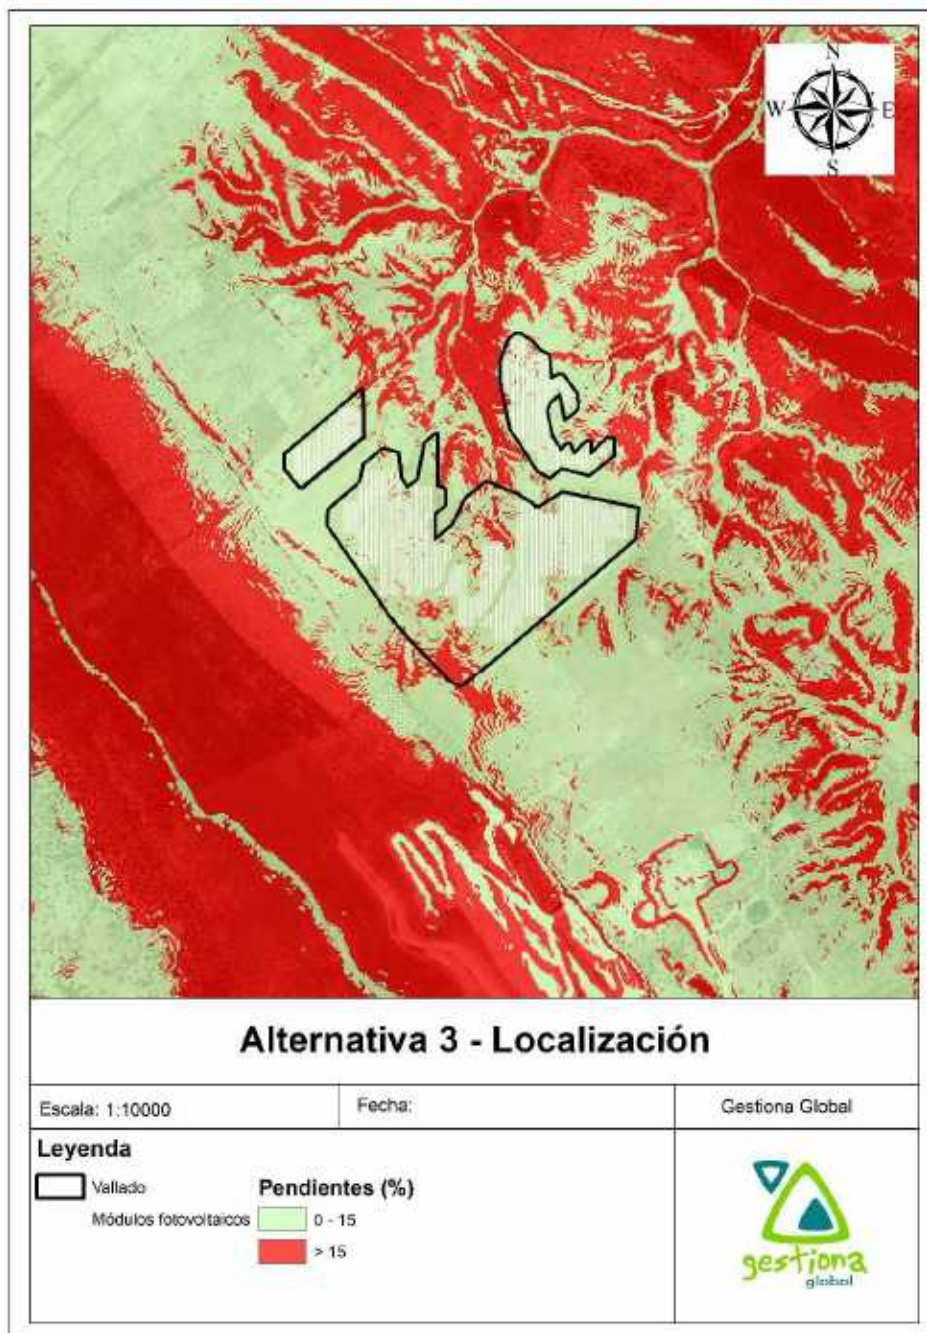 N
W E
S
Alternativa 3 - Localización
Escala: 1:10000
Fecha:
Gestiona Global
Leyenda
Vallado
Módulos fotovoltaicos
Pendientes (%)
0 - 15
> 15
gestiona
global